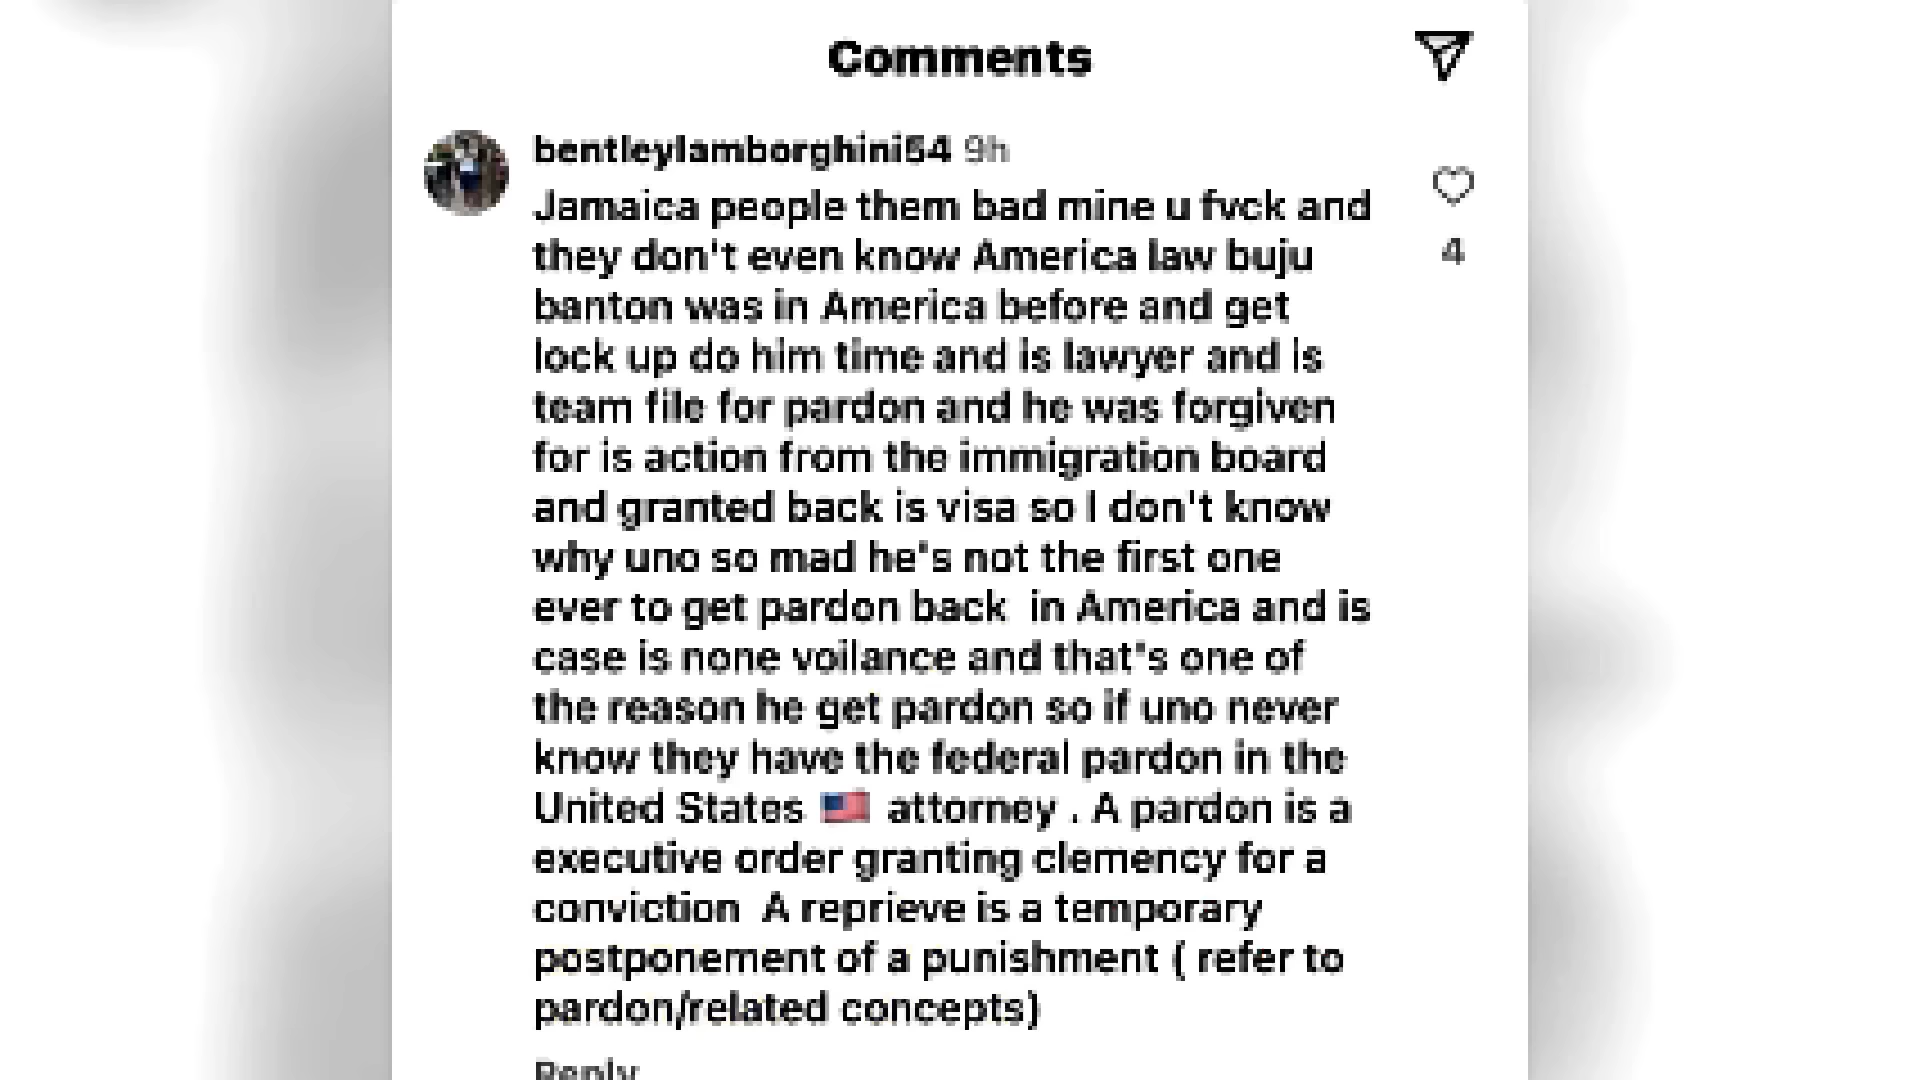 Comments
bentleylamborghini54 9h
Jamaica people them bad mine u fvck and
4
they don't even know America law buju
banton was in America before and get
lock up do him time and is lawyer and is
team file for pardon and he was forgiven
for is action from the immigration board
and granted back is visa so I don't know
why uno so mad he's not the first one
ever to get pardon back  in America and is
case is none voilance and that's one of
the reason he get pardon so if uno never
know they have the federal pardon in the
United States 🇺🇸 attorney . A pardon is a
executive order granting clemency for a
conviction  A reprieve is a temporary
postponement of a punishment ( refer to
pardon/related concepts)
Reply